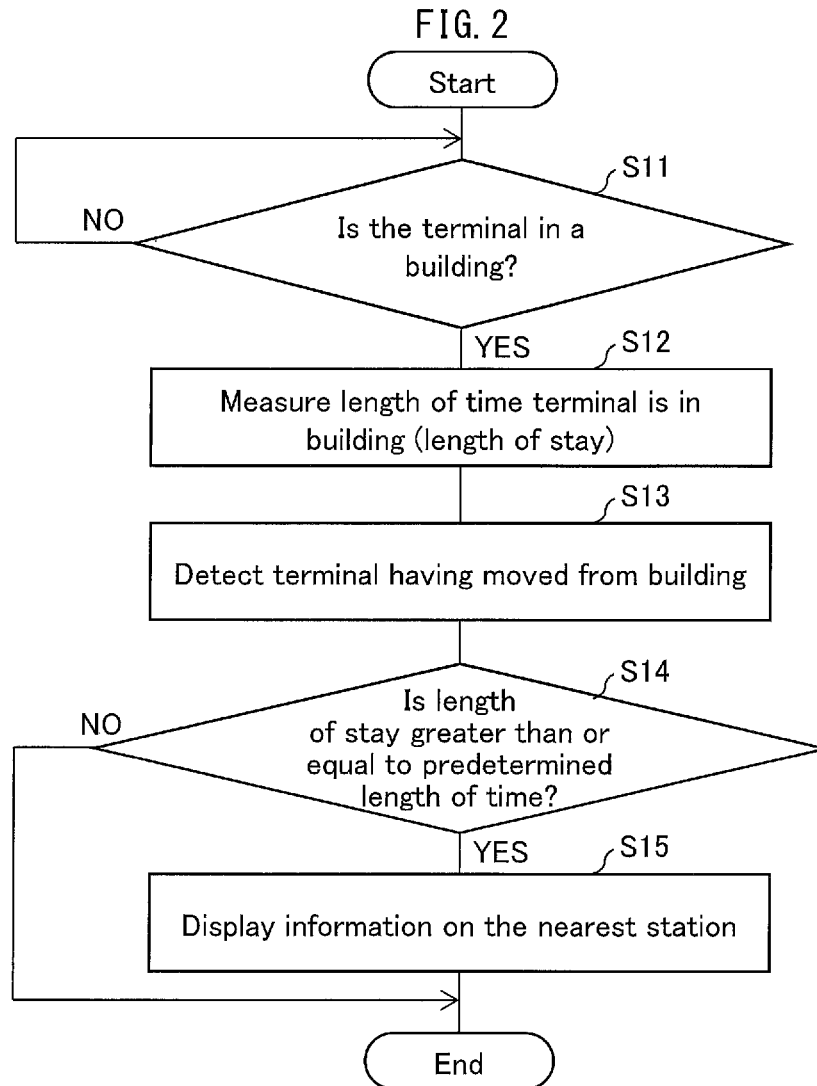 FIG. 2
Start
S11
NO
Is the terminal in a
building?
YES
S12
Measure length of time terminal is in
building (length of stay)
S13
Detect terminal having moved from building
S14
NO
Is length
of stay greater than or
equal to predetermined
length of time?
YES
S15
Display information on the nearest station
End